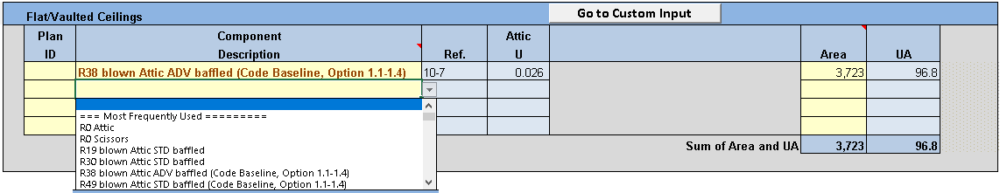 Flat/Vaulted Ceilings
Go to Custom Input
Plan ID
Component Description
Ref.
Attic U
Area
UA
R38 blown Attic ADV baffled (Code Baseline, Option 1.1-1.4) 10-7 0.026 3,723 96.8
=== Most Frequently Used =========
R0 Attic
R0 Scissors
R19 blown Attic STD baffled
R30 blown Attic STD baffled
R38 blown Attic ADV baffled (Code Baseline, Option 1.1-1.4)
R49 blown Attic STD baffled (Code Baseline, Option 1.1-1.4)
Sum of Area and UA 3,723 96.8